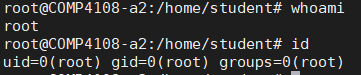 root@COMP4108-a2:/home/student# whoami
root
root@COMP4108-a2:/home/student# id
uid=0(root) gid=0(root) groups=0(root)